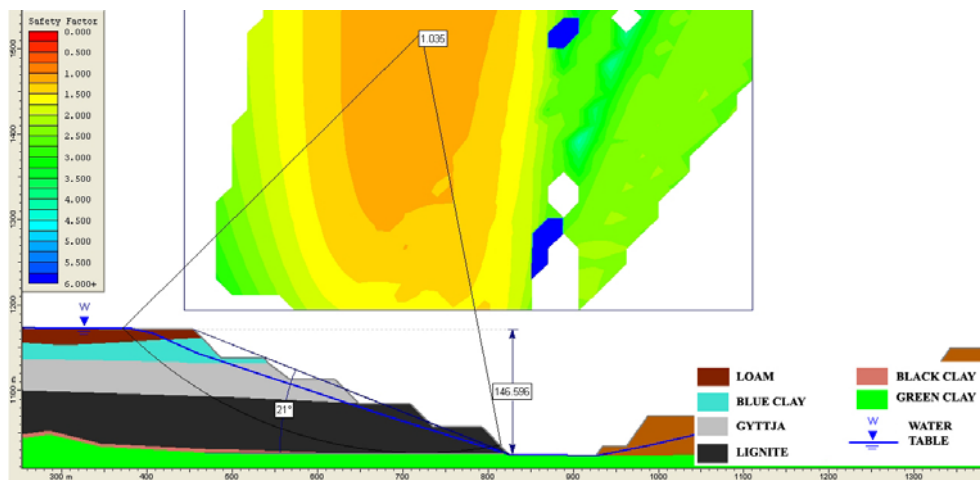 Safety Factor
0.000
0.500
1.000
1.500
2.000
2.500
3.000
3.500
4.000
4.500
5.000
5.500
6.000+
1.035
1500
1400
1300
1200
1100 m
W
21°
146.596
LOAM
BLUE CLAY
GYTTJA
LIGNITE
BLACK CLAY
GREEN CLAY
W
WATER
TABLE
300 m
400
500
600
700
800
900
1000
1100
1200
1300